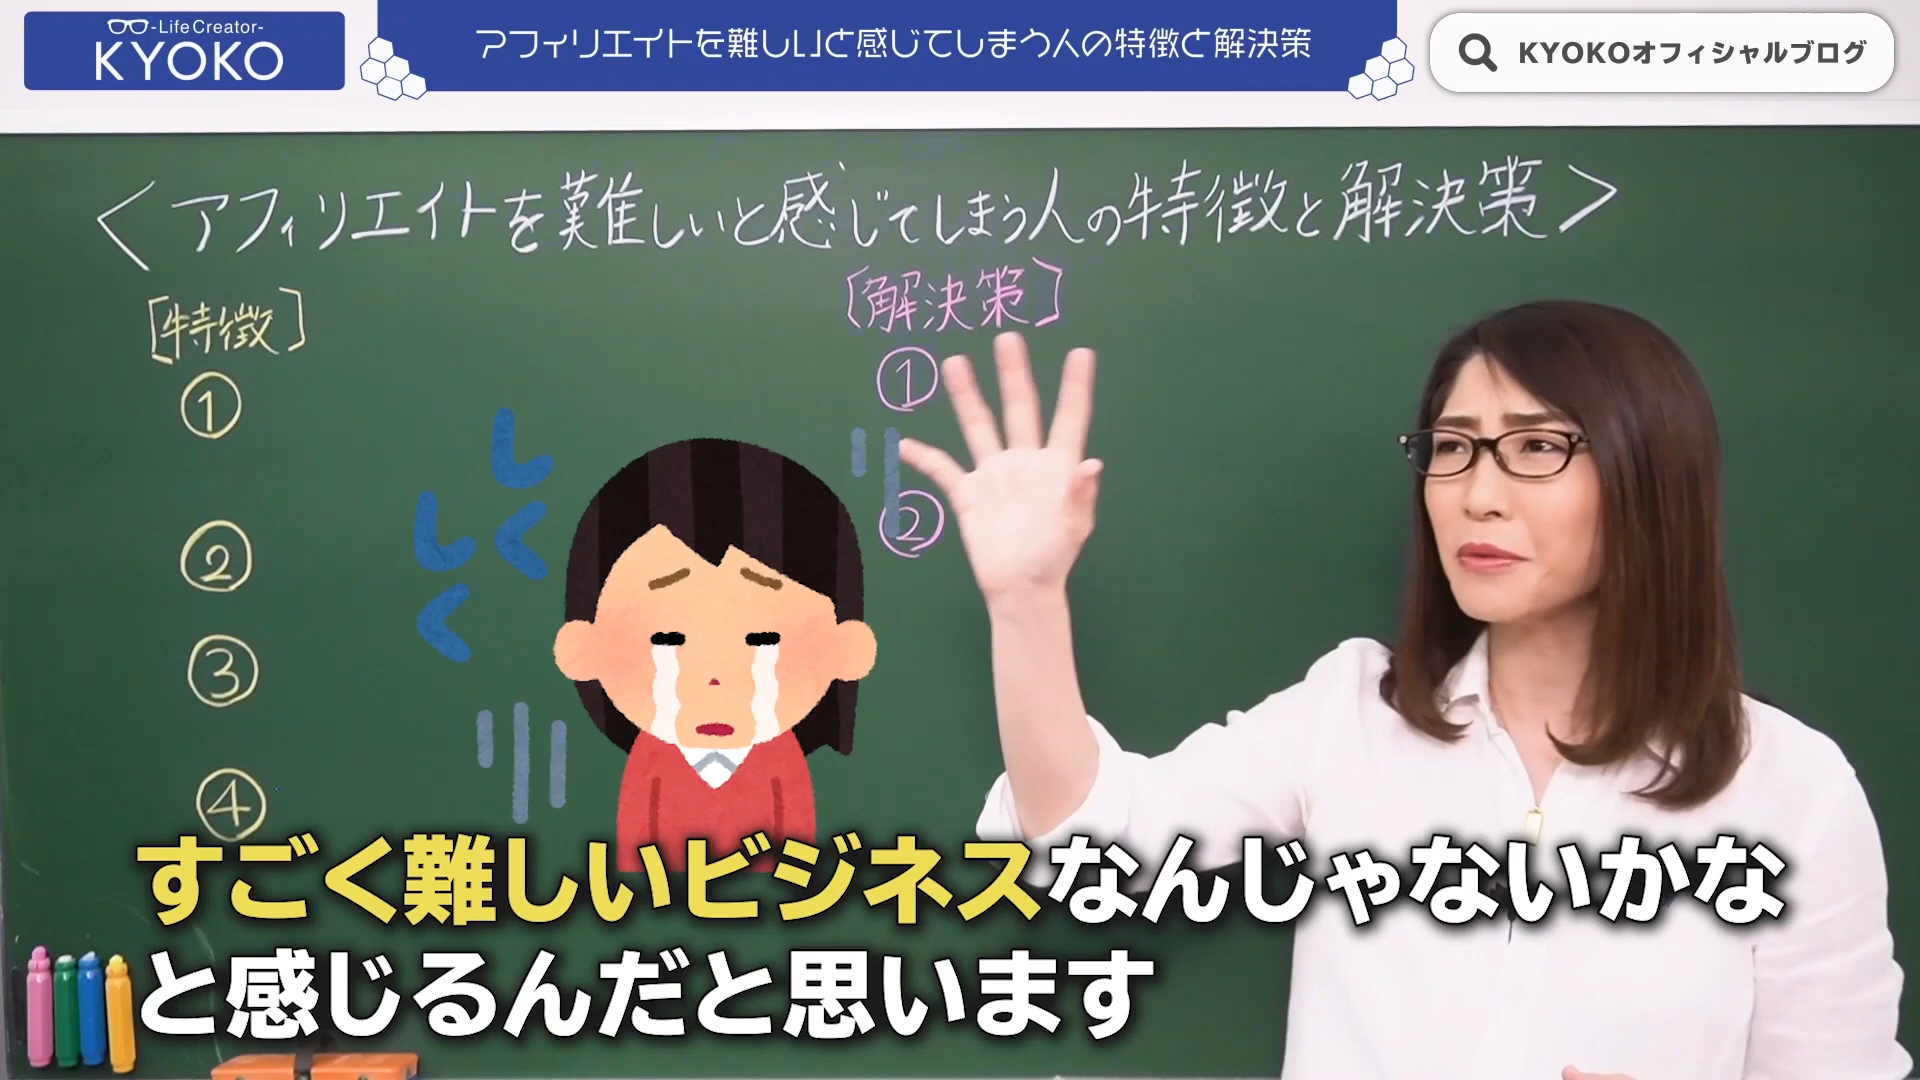 -Life Creator-
KYOKO
アフィリエイトを難しいと感じてしまう人の特徴と解決策
KYOKOオフィシャルブログ
＜アフィリエイトを難しいと感じてしまう人の特徴と解決策＞
[特徴]
①
②
③
④
[解決策]
①
②
しく
しく
すごく難しいビジネスなんじゃないかな
と感じるんだと思います